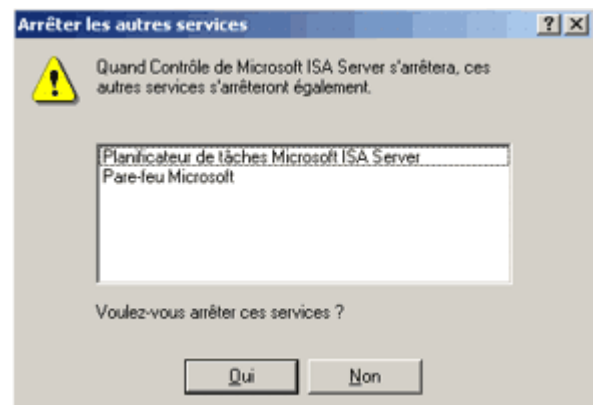 Arrêter les autres services
Quand Contrôle de Microsoft ISA Server s'arrêtera, ces
autres services s'arrêteront également.
Planificateur de tâches Microsoft ISA Server
Pare-feu Microsoft
Voulez-vous arrêter ces services ?
Oui Non